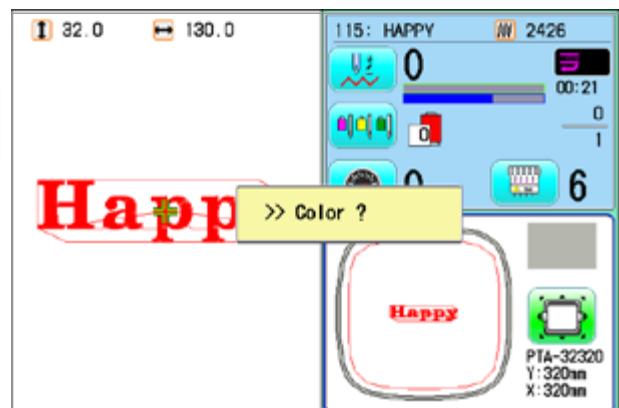 32.0 130.0
115: HAPPY 2426
0
00:21
0
0
1
0 6
Happ
>> Color ?
Happy
PTA-32320
Y:320mm
X:320mm